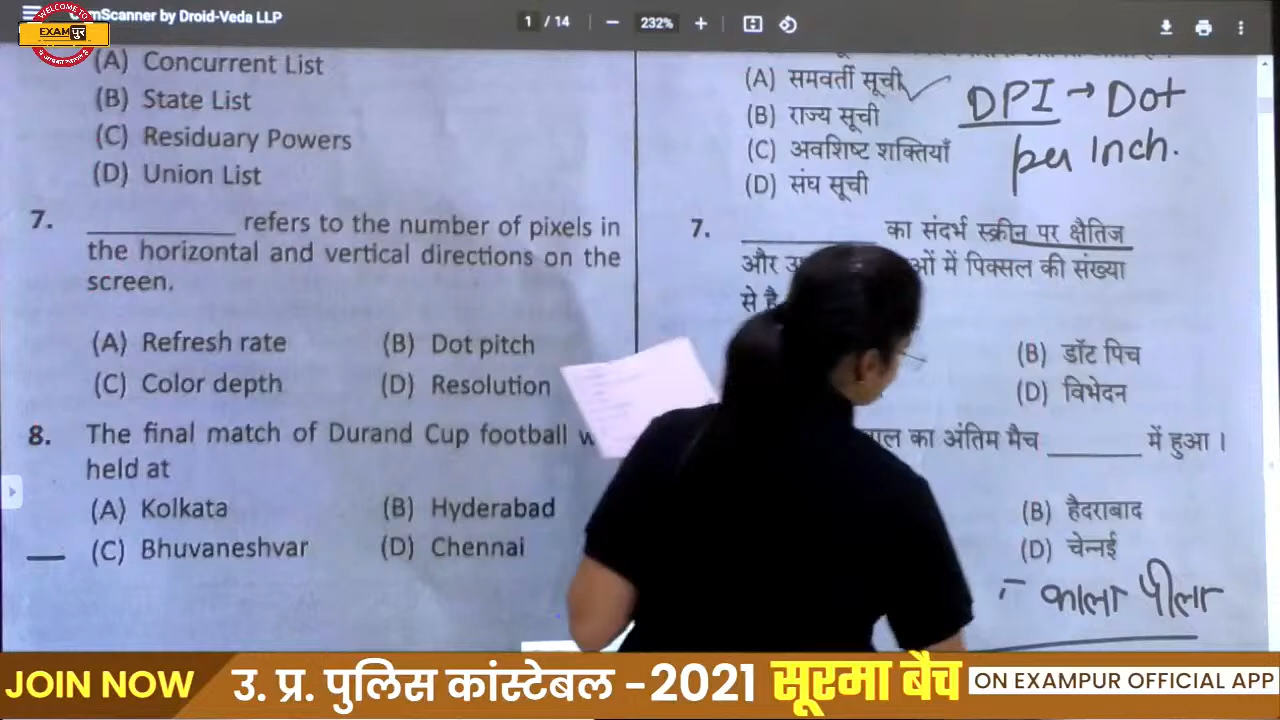 WELCOME TO
EXAMपुर
CamScanner by Droid-Veda LLP
1 / 14
232%
(A) Concurrent List
(B) State List
(C) Residuary Powers
(D) Union List
7. ________ refers to the number of pixels in
the horizontal and vertical directions on the
screen.
(A) Refresh rate (B) Dot pitch
(C) Color depth (D) Resolution
8. The final match of Durand Cup football
held at
(A) Kolkata (B) Hyderabad
(C) Bhuvaneshvar (D) Chennai
(A) समवर्ती सूची
(B) राज्य सूची
(C) अवशिष्ट शक्तियाँ
(D) संघ सूची
DPI → Dot
per Inch.
7. ________ का संदर्भ स्क्रीन पर क्षैतिज
और में पिक्सल की संख्या
से है
(B) डॉट पिच
(D) विभेदन
का अंतिम मैच ______ में हुआ ।
(B) हैदराबाद
(D) चेन्नई
काला पीला
JOIN NOW उ. प्र. पुलिस कांस्टेबल -2021 सूरमा बैच ON EXAMPUR OFFICIAL APP